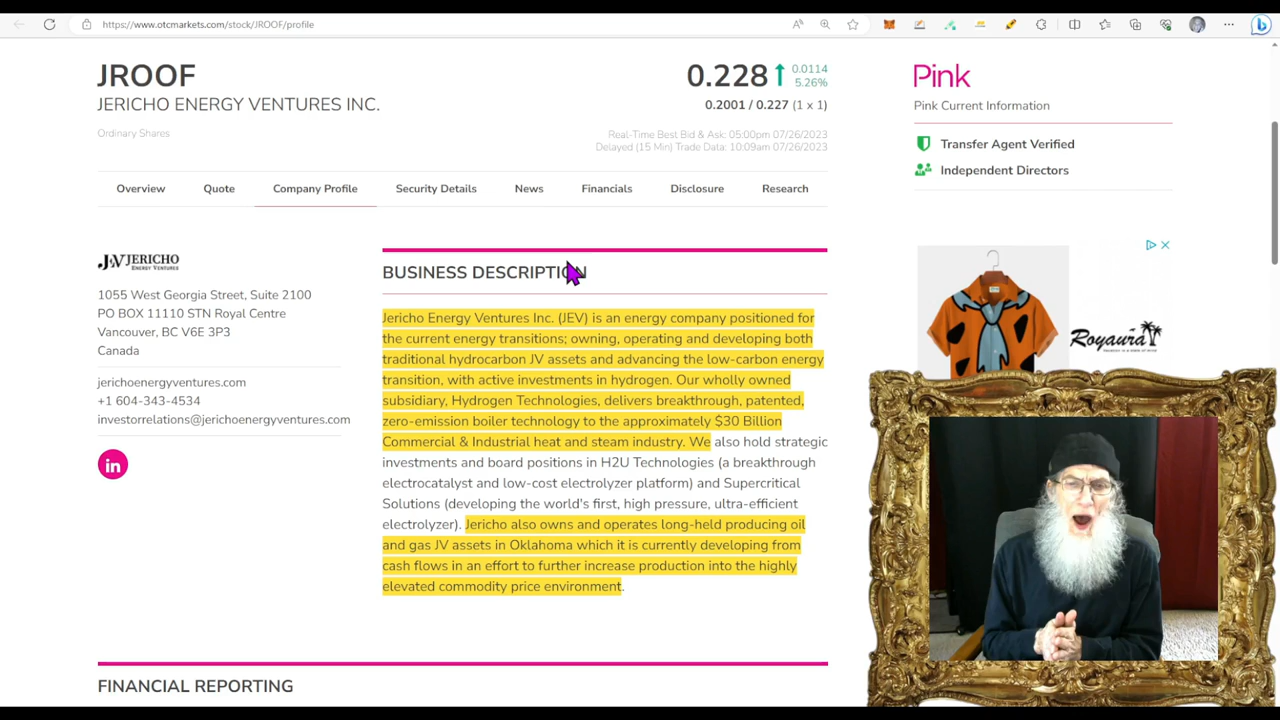 https://www.otcmarkets.com/stock/JROOF/profile
JROOF
JERICHO ENERGY VENTURES INC.
Ordinary Shares
0.228
0.0114
5.26%
0.2001 / 0.227 (1 x 1)
Real-Time Best Bid & Ask: 05:00pm 07/26/2023
Delayed (15 Min) Trade Data: 10:09am 07/26/2023
Pink
Pink Current Information
Transfer Agent Verified
Independent Directors
Overview
Quote
Company Profile
Security Details
News
Financials
Disclosure
Research
JERICHO
ENERGY VENTURES
1055 West Georgia Street, Suite 2100
PO BOX 11110 STN Royal Centre
Vancouver, BC V6E 3P3
Canada
jerichoenergyventures.com
+1 604-343-4534
investorrelations@jerichoenergyventures.com
in
BUSINESS DESCRIPTION
Jericho Energy Ventures Inc. (JEV) is an energy company positioned for
the current energy transitions; owning, operating and developing both
traditional hydrocarbon JV assets and advancing the low-carbon energy
transition, with active investments in hydrogen. Our wholly owned
subsidiary, Hydrogen Technologies, delivers breakthrough, patented,
zero-emission boiler technology to the approximately $30 Billion
Commercial & Industrial heat and steam industry. We also hold strategic
investments and board positions in H2U Technologies (a breakthrough
electrocatalyst and low-cost electrolyzer platform) and Supercritical
Solutions (developing the world's first, high pressure, ultra-efficient
electrolyzer). Jericho also owns and operates long-held producing oil
and gas JV assets in Oklahoma which it is currently developing from
cash flows in an effort to further increase production into the highly
elevated commodity price environment.
Royaura
FINANCIAL REPORTING